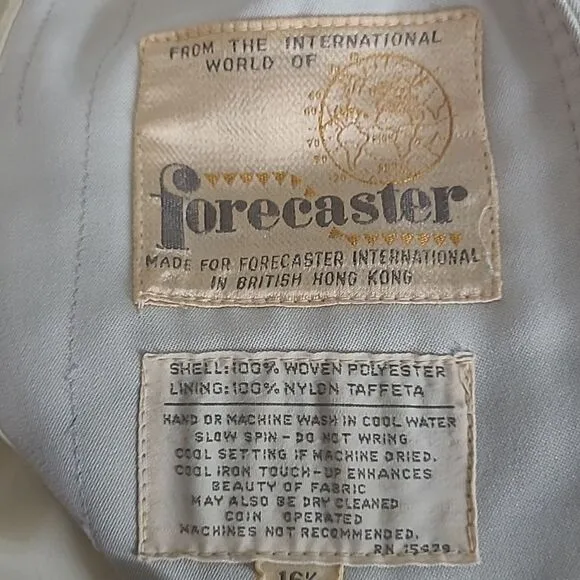 FROM THE INTERNATIONAL
WORLD OF
forecaster
MADE FOR FORECASTER INTERNATIONAL
IN BRITISH HONG KONG
SHELL: 100% WOVEN POLYESTER
LINING: 100% NYLON TAFFETA
HAND OR MACHINE WASH IN COOL WATER
SLOW SPIN - DO NOT WRING
COOL SETTING IF MACHINE DRIED.
COOL IRON TOUCH-UP ENHANCES
BEAUTY OF FABRIC
MAY ALSO BE DRY CLEANED
COIN OPERATED
MACHINES NOT RECOMMENDED.
RN 15429